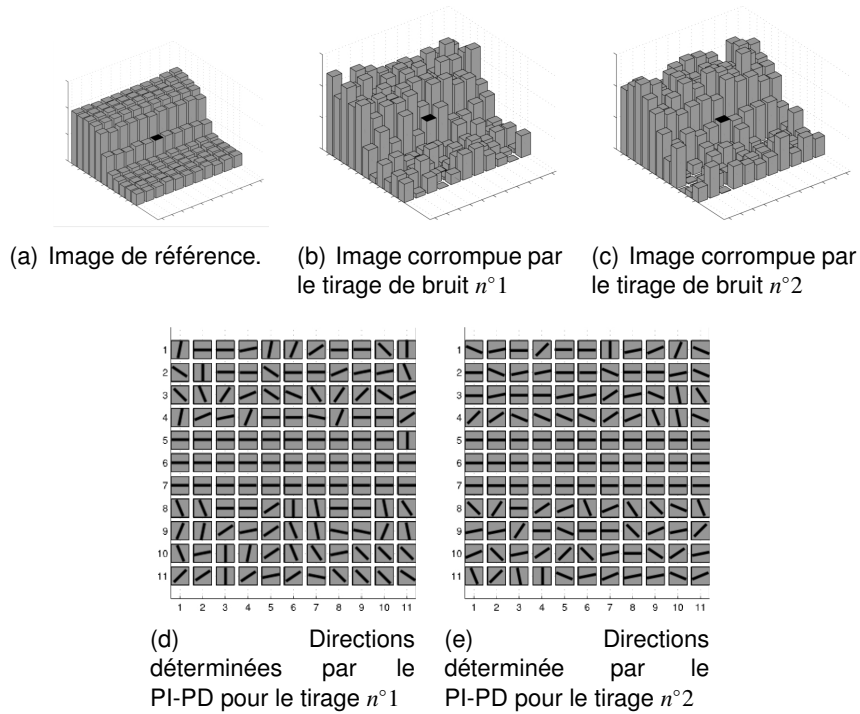 (a) Image de référence.
(b) Image corrompue par
le tirage de bruit n°1
(c) Image corrompue par
le tirage de bruit n°2
1
2
3
4
5
6
7
8
9
10
11
1 2 3 4 5 6 7 8 9 10 11
1
2
3
4
5
6
7
8
9
10
11
1 2 3 4 5 6 7 8 9 10 11
(d) Directions
déterminées par le
PI-PD pour le tirage n°1
(e) Directions
déterminée par le
PI-PD pour le tirage n°2